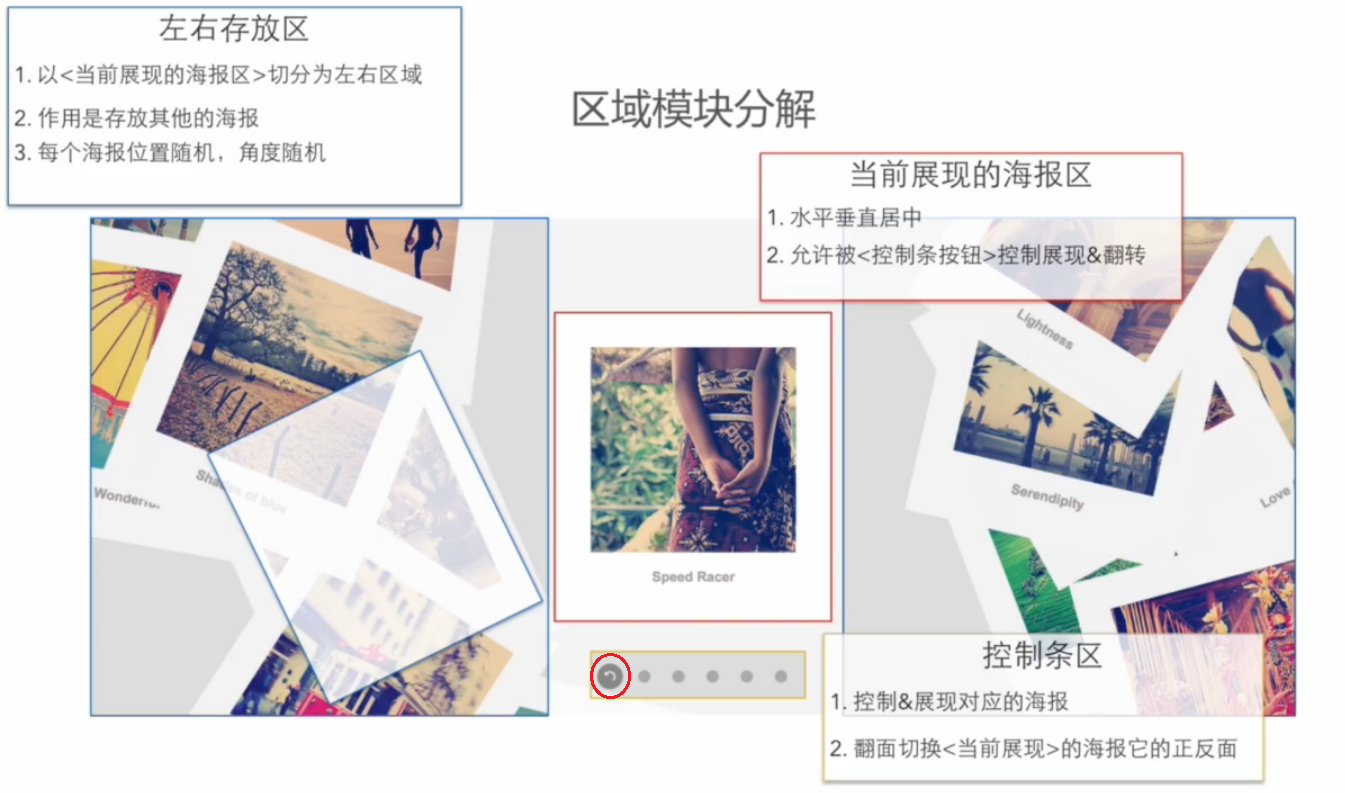 左右存放区
1. 以<当前展现的海报区>切分为左右区域
2. 作用是存放其他的海报
3. 每个海报位置随机，角度随机
区域模块分解
当前展现的海报区
1. 水平垂直居中
2. 允许被<控制条按钮>控制展现&翻转
Lightness
Shades of blue
Serendipity
Love
Speed Racer
控制条区
1. 控制&展现对应的海报
2. 翻面切换<当前展现>的海报它的正反面